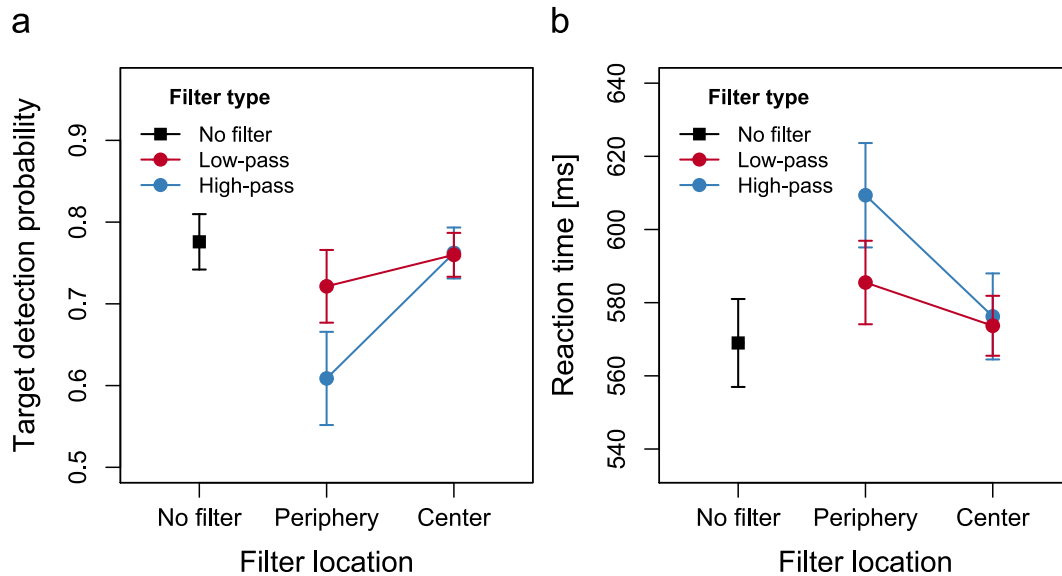 a
Target detection probability
0.9
0.8
0.7
0.6
0.5
Filter type
No filter
Low-pass
High-pass
No filter Periphery Center
Filter location
b
Reaction time [ms]
640
620
600
580
560
540
Filter type
No filter
Low-pass
High-pass
No filter Periphery Center
Filter location